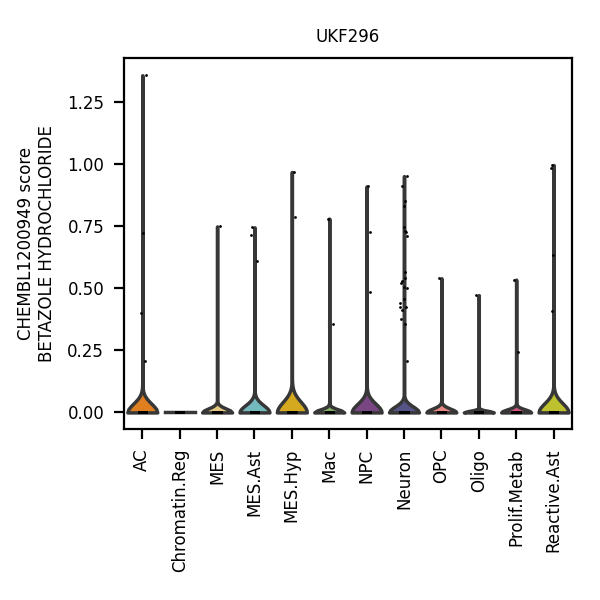 UKF296
CHEMBL1200949 score
BETAZOLE HYDROCHLORIDE
1.25
1.00
0.75
0.50
0.25
0.00
AC
Chromatin.Reg
MES
MES.Ast
MES.Hyp
Mac
NPC
Neuron
OPC
Oligo
Prolif.Metab
Reactive.Ast